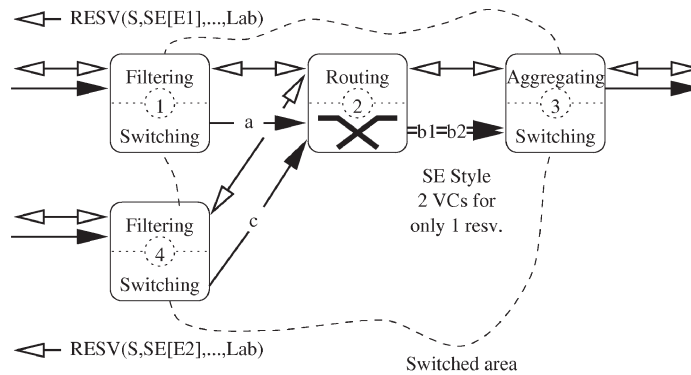 RESV(S,SE[E1],...,Lab)
Filtering
1
Switching
Routing
2
Aggregating
3
Switching
a
b1
b2
SE Style
2 VCs for
only 1 resv.
Filtering
4
Switching
c
RESV(S,SE[E2],...,Lab)
Switched area